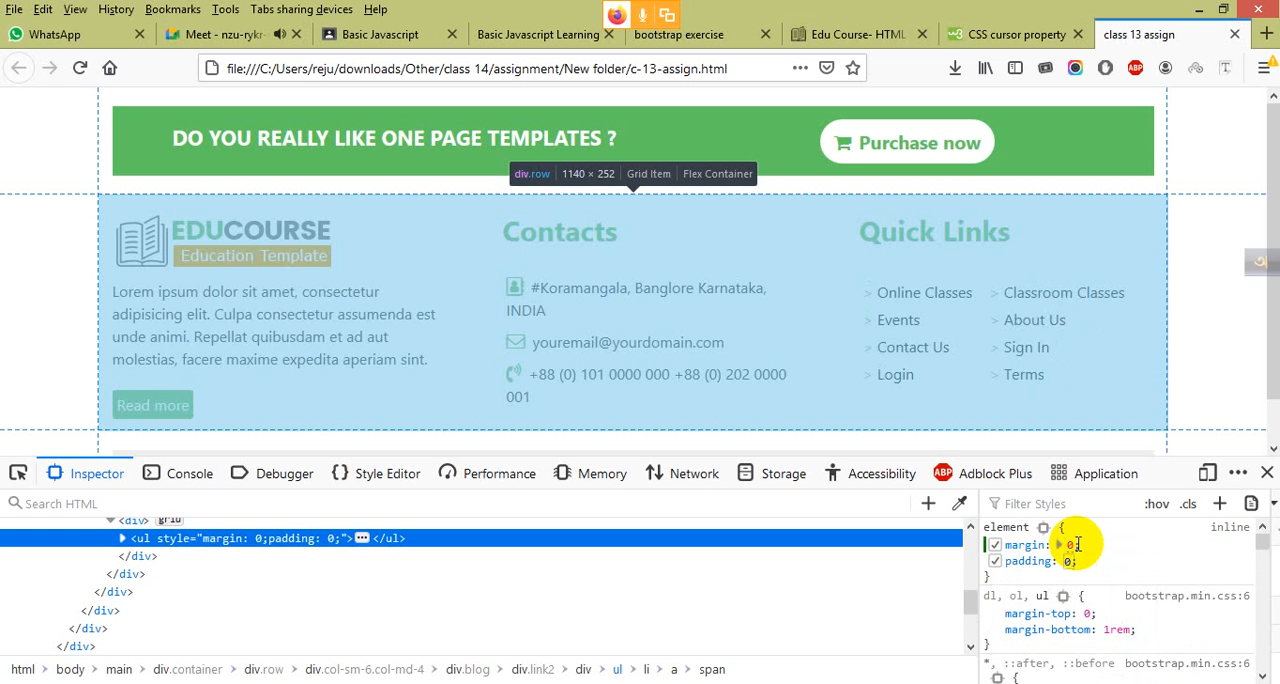 File Edit View History Bookmarks Tools Tabs sharing devices Help
WhatsApp Meet - nzu-rykr- Basic Javascript Basic Javascript Learning bootstrap exercise Edu Course- HTML CSS cursor property class 13 assign
file:///C:/Users/reju/downloads/Other/class 14/assignment/New folder/c-13-assign.html
DO YOU REALLY LIKE ONE PAGE TEMPLATES ? Purchase now
div.row 1140 × 252 Grid Item Flex Container
EDUCOURSE
Education Template
Lorem ipsum dolor sit amet, consectetur
adipisicing elit. Culpa consectetur assumenda est
unde animi. Repellat quibusdam et ad aut
molestias, facere maxime expedita aperiam sint.
Read more
Contacts
#Koramangala, Banglore Karnataka,
INDIA
youremail@yourdomain.com
+88 (0) 101 0000 000 +88 (0) 202 0000
001
Quick Links
> Online Classes > Classroom Classes
> Events > About Us
> Contact Us > Sign In
> Login > Terms
Inspector Console Debugger Style Editor Performance Memory Network Storage Accessibility ABP Adblock Plus Application
Search HTML
<div> grid
<ul style="margin: 0;padding: 0;"> </ul>
</div>
</div>
</div>
</div>
</div>
</div>
html body main div.container div.row div.col-sm-6.col-md-4 div.blog div.link2 div ul li a span
Filter Styles :hov .cls
element { inline
margin: 0;
padding: 0;
}
dl, ol, ul { bootstrap.min.css:6
margin-top: 0;
margin-bottom: 1rem;
}
*, ::after, ::before bootstrap.min.css:6
{